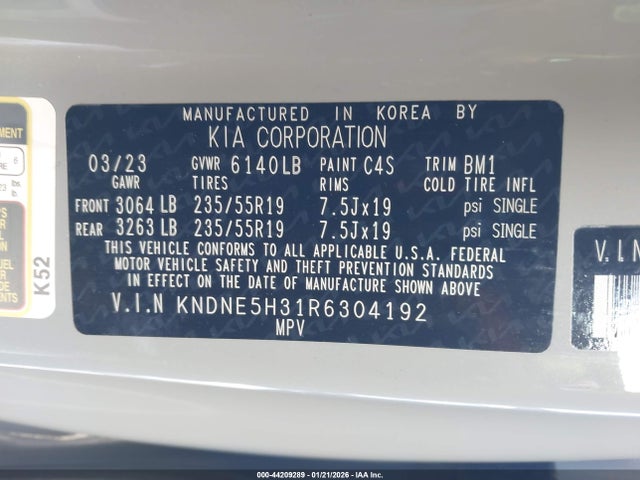 MANUFACTURED IN KOREA BY
KIA CORPORATION
03/23 GVWR 6140LB PAINT C4S TRIM BM1
GAWR TIRES RIMS COLD TIRE INFL
FRONT 3064 LB 235/55R19 7.5Jx19 psi SINGLE
REAR 3263 LB 235/55R19 7.5Jx19 psi SINGLE
THIS VEHICLE CONFORMS TO ALL APPLICABLE U.S.A. FEDERAL
MOTOR VEHICLE SAFETY AND THEFT PREVENTION STANDARDS
IN EFFECT ON THE DATE OF MANUFACTURE SHOWN ABOVE
V.I.N KNDNE5H31R6304192
MPV
K52
V.I.N
000-44209289 - 01/21/2026 - IAA Inc.